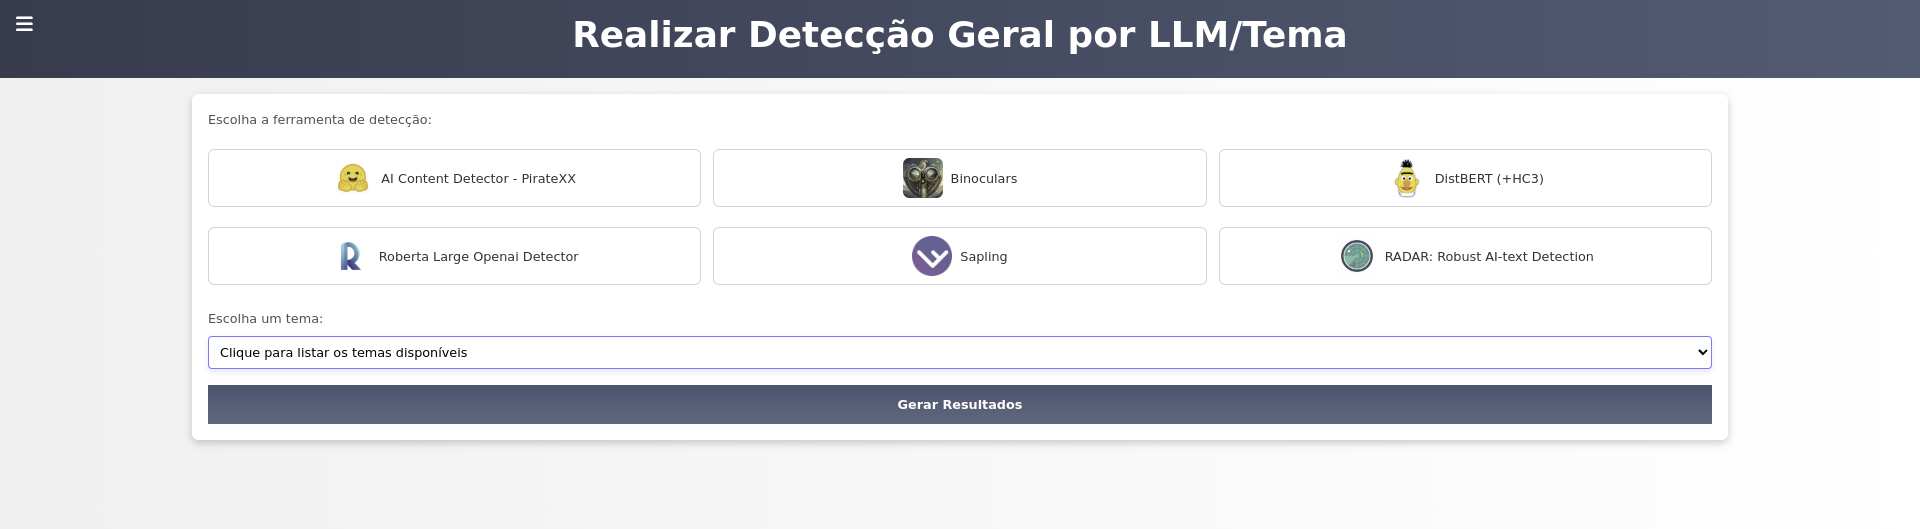 Realizar Detecção Geral por LLM/Tema
Escolha a ferramenta de detecção:
AI Content Detector - PirateXX
Binoculars
DistBERT (+HC3)
Roberta Large Openai Detector
Sapling
RADAR: Robust AI-text Detection
Escolha um tema:
Clique para listar os temas disponíveis
Gerar Resultados